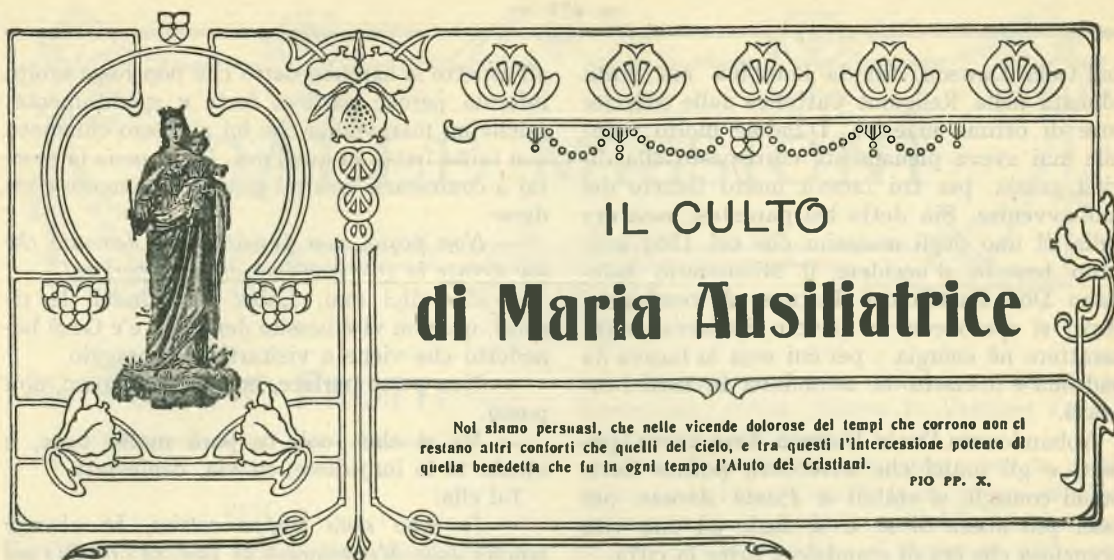 IL CULTO
di Maria Ausiliatrice
Noi siamo persuasi, che nelle vicende dolorose dei tempi che corrono non ci
restano altri conforti che quelli del cielo, e tra questi l'intercessione potente di
quella benedetta che fu in ogni tempo l'Aiuto dei Cristiani.
PIO PP. X.